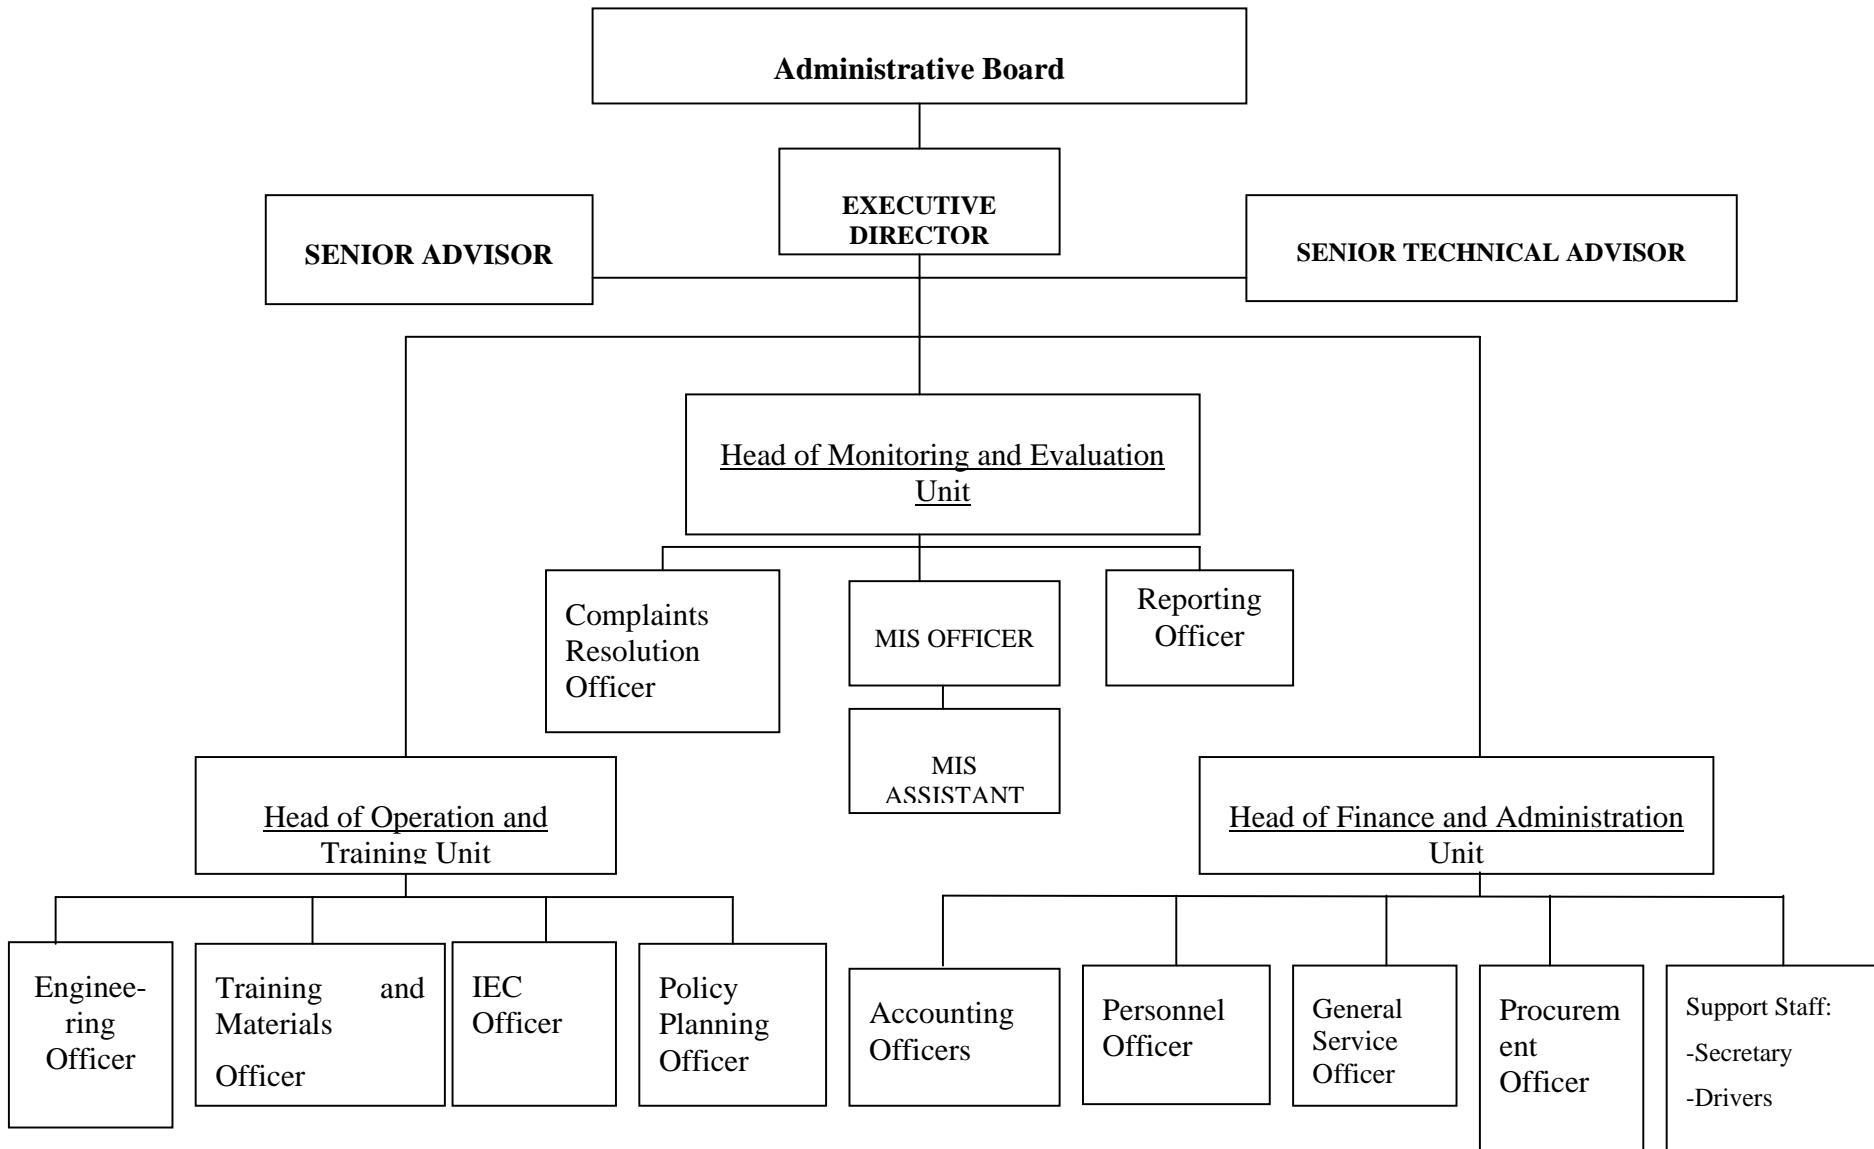 Administrative Board
EXECUTIVE
DIRECTOR
SENIOR ADVISOR
SENIOR TECHNICAL ADVISOR
Head of Monitoring and Evaluation
Unit
Complaints
Resolution
Officer
MIS OFFICER
Reporting
Officer
MIS
ASSISTANT
Head of Operation and
Training Unit
Head of Finance and Administration
Unit
Enginee-
ring
Officer
Training and
Materials
Officer
IEC
Officer
Policy
Planning
Officer
Accounting
Officers
Personnel
Officer
General
Service
Officer
Procurem
ent
Officer
Support Staff:
-Secretary
-Drivers